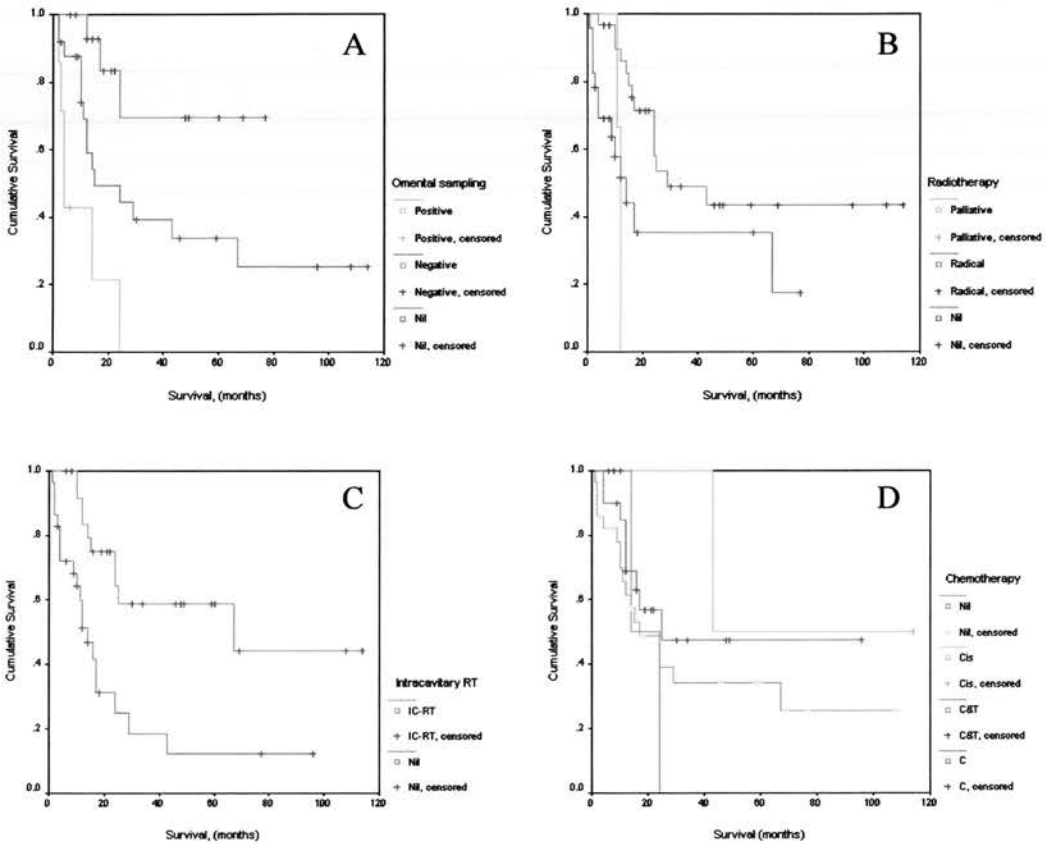 A
1.0
.8
.6
.4
.2
0.0
Cumulative Survival
0
20
40
60
80
100
120
Survival, (months)
Omental sampling
Positive
Positive, censored
Negative
Negative, censored
Nil
Nil, censored
B
1.0
.8
.6
.4
.2
0.0
Cumulative Survival
0
20
40
60
80
100
120
Survival, (months)
Radiotherapy
Palliative
Palliative, censored
Radical
Radical, censored
Nil
Nil, censored
C
1.0
.8
.6
.4
.2
0.0
Cumulative Survival
0
20
40
60
80
100
120
Survival, (months)
Intracavitary RT
IC-RT
IC-RT, censored
Nil
Nil, censored
D
1.0
.8
.6
.4
.2
0.0
Cumulative Survival
0
20
40
60
80
100
120
Survival, (months)
Chemotherapy
Nil
Nil, censored
Cis
Cis, censored
C&T
C&T, censored
C
C, censored